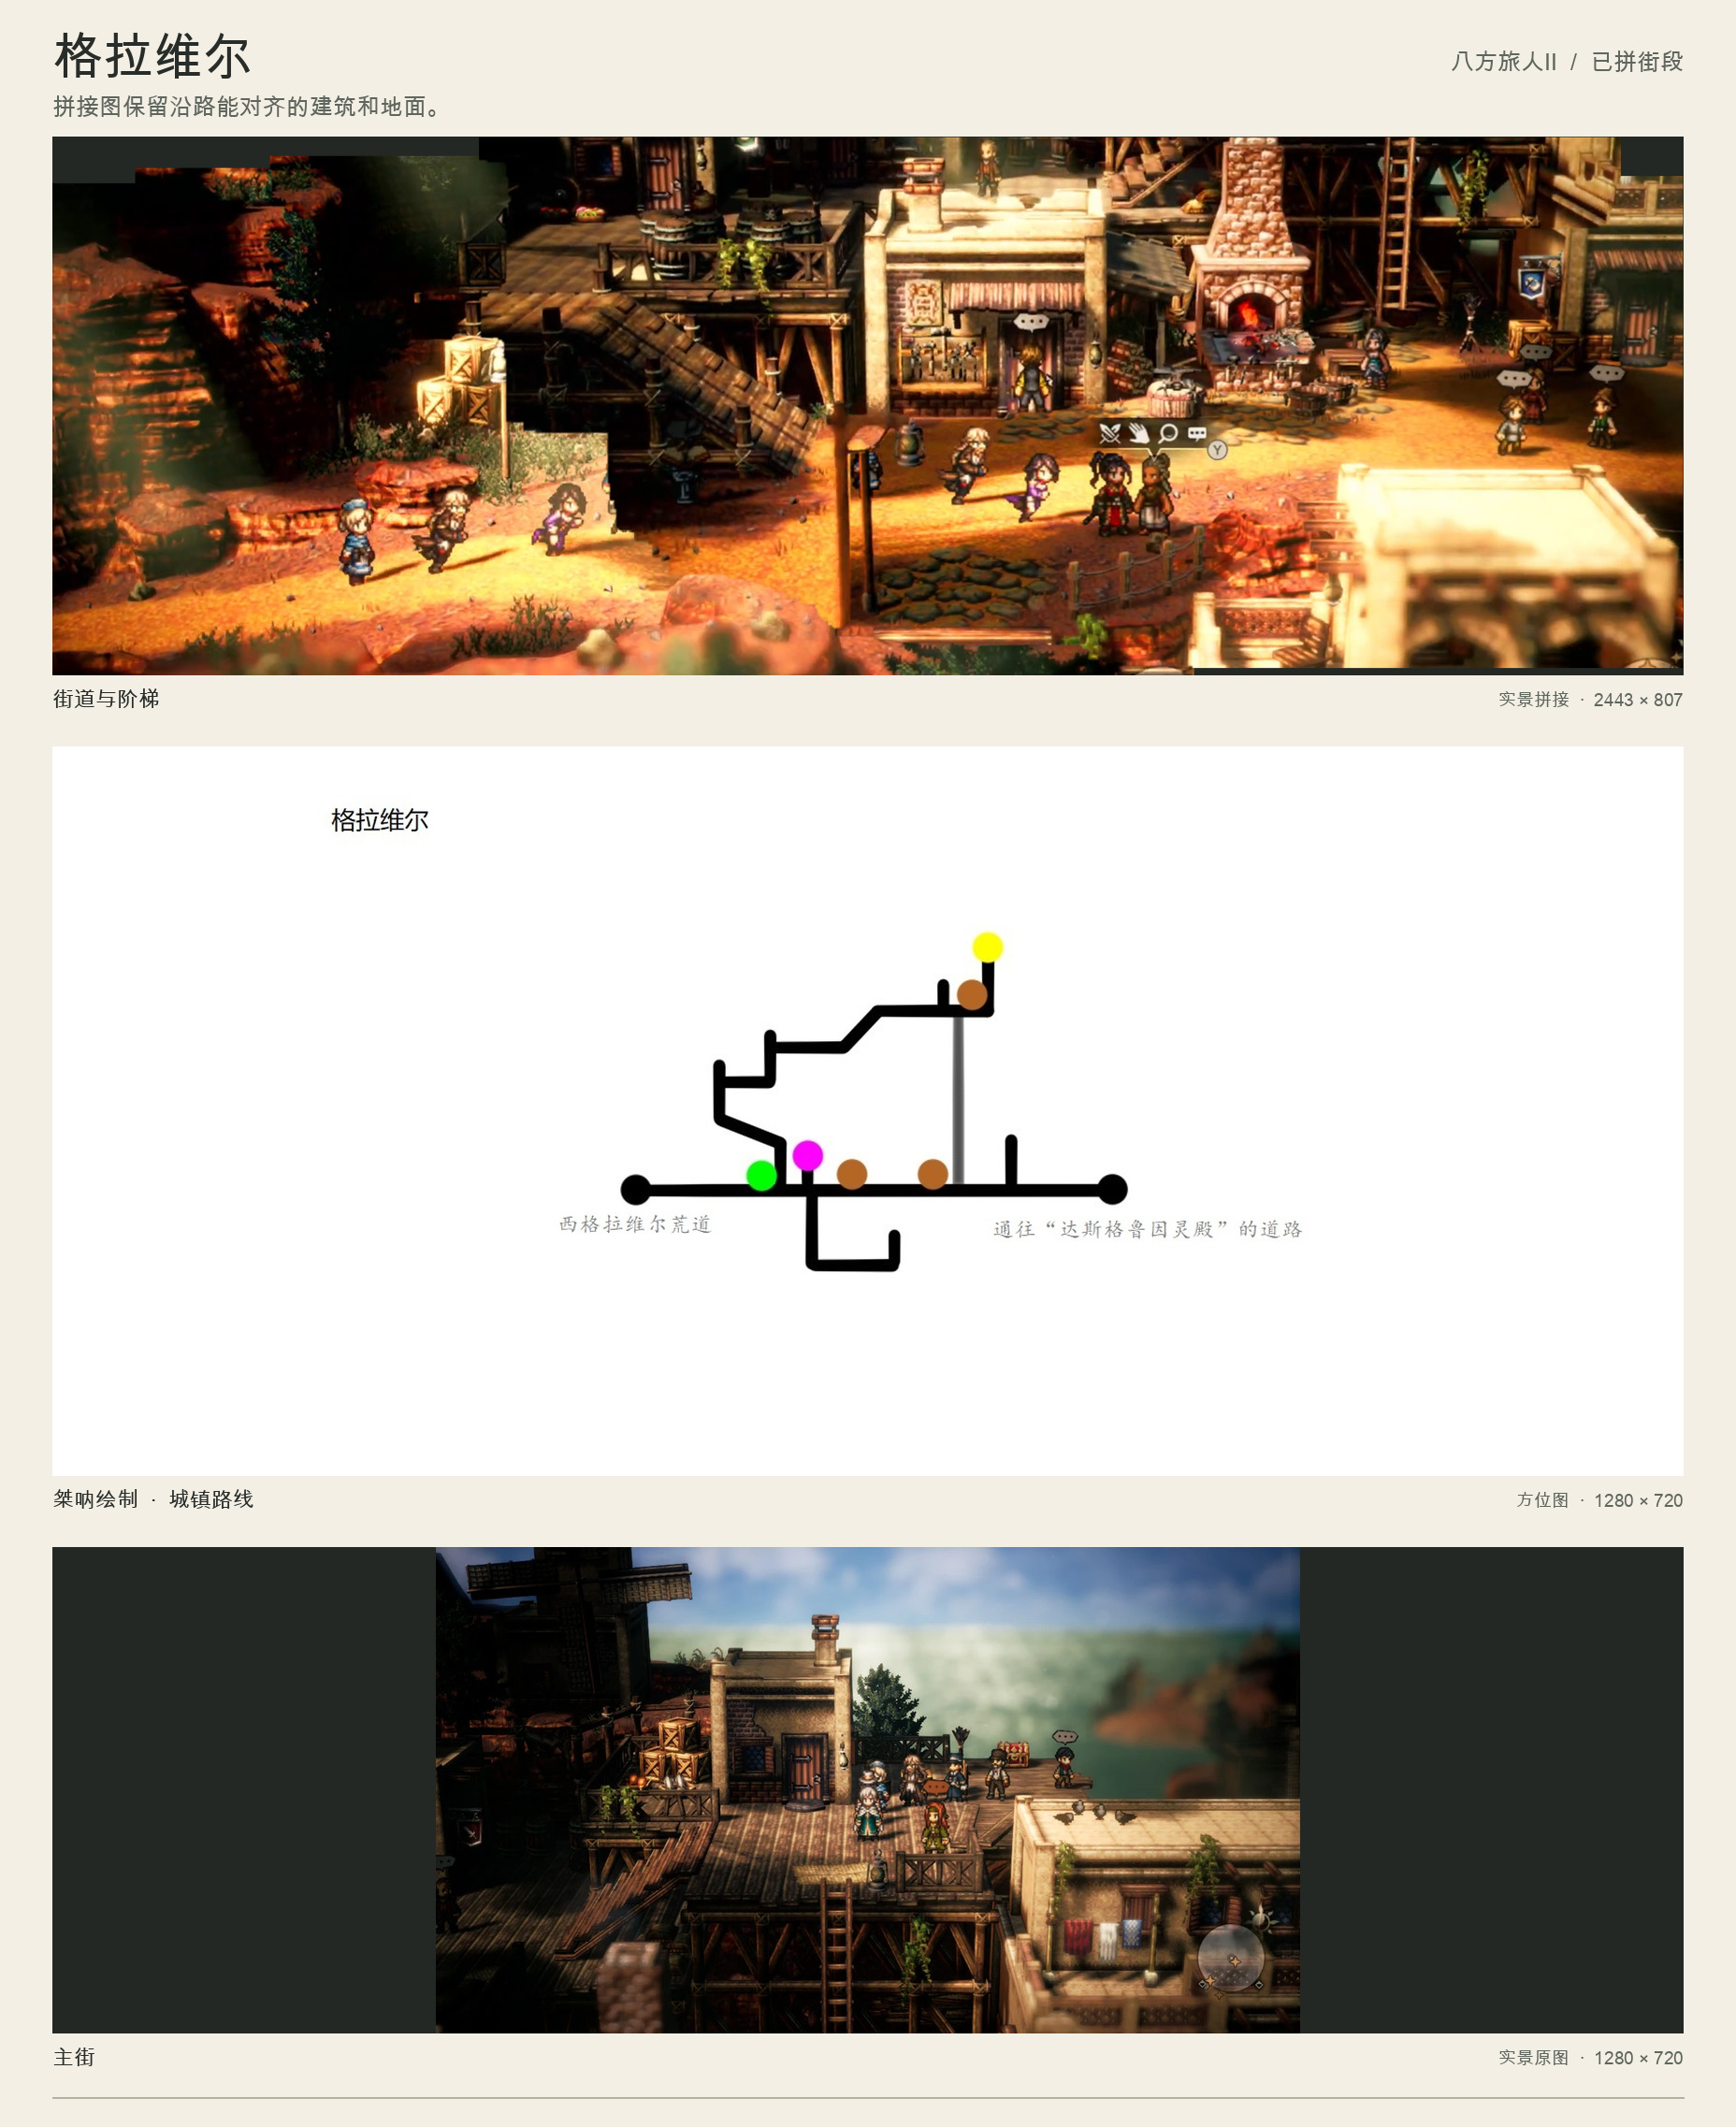 格拉维尔
八方旅人II / 已拼街段
拼接图保留沿路能对齐的建筑和地面。
Y
街道与阶梯
实景拼接 · 2443 × 807
格拉维尔
西格拉维尔荒道
通往“达斯格鲁因灵殿”的道路
桀呐绘制 · 城镇路线
方位图 · 1280 × 720
主街
实景原图 · 1280 × 720